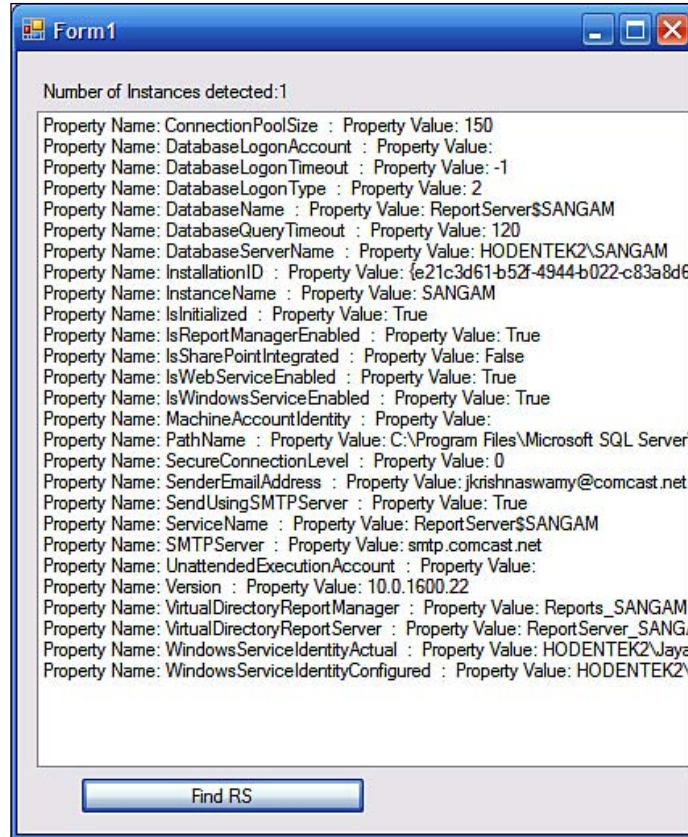 Form1
Number of Instances detected:1
Property Name: ConnectionPoolSize : Property Value: 150
Property Name: DatabaseLogonAccount : Property Value:
Property Name: DatabaseLogonTimeout : Property Value: -1
Property Name: DatabaseLogonType : Property Value: 2
Property Name: DatabaseName : Property Value: ReportServer$SANGAM
Property Name: DatabaseQueryTimeout : Property Value: 120
Property Name: DatabaseServerName : Property Value: HODENTEK2\SANGAM
Property Name: InstallationID : Property Value: {e21c3d61-b52f-4944-b022-c83a8d6
Property Name: InstanceName : Property Value: SANGAM
Property Name: IsInitialized : Property Value: True
Property Name: IsReportManagerEnabled : Property Value: True
Property Name: IsSharePointIntegrated : Property Value: False
Property Name: IsWebServiceEnabled : Property Value: True
Property Name: IsWindowsServiceEnabled : Property Value: True
Property Name: MachineAccountIdentity : Property Value:
Property Name: PathName : Property Value: C:\Program Files\Microsoft SQL Server\
Property Name: SecureConnectionLevel : Property Value: 0
Property Name: SenderEmailAddress : Property Value: jkrishnaswamy@comcast.net
Property Name: SendUsingSMTPServer : Property Value: True
Property Name: ServiceName : Property Value: ReportServer$SANGAM
Property Name: SMTPServer : Property Value: smtp.comcast.net
Property Name: UnattendedExecutionAccount : Property Value:
Property Name: Version : Property Value: 10.0.1600.22
Property Name: VirtualDirectoryReportManager : Property Value: Reports_SANGAM
Property Name: VirtualDirectoryReportServer : Property Value: ReportServer_SANGA
Property Name: WindowsServiceIdentityActual : Property Value: HODENTEK2\Jaya
Property Name: WindowsServiceIdentityConfigured : Property Value: HODENTEK2\
Find RS